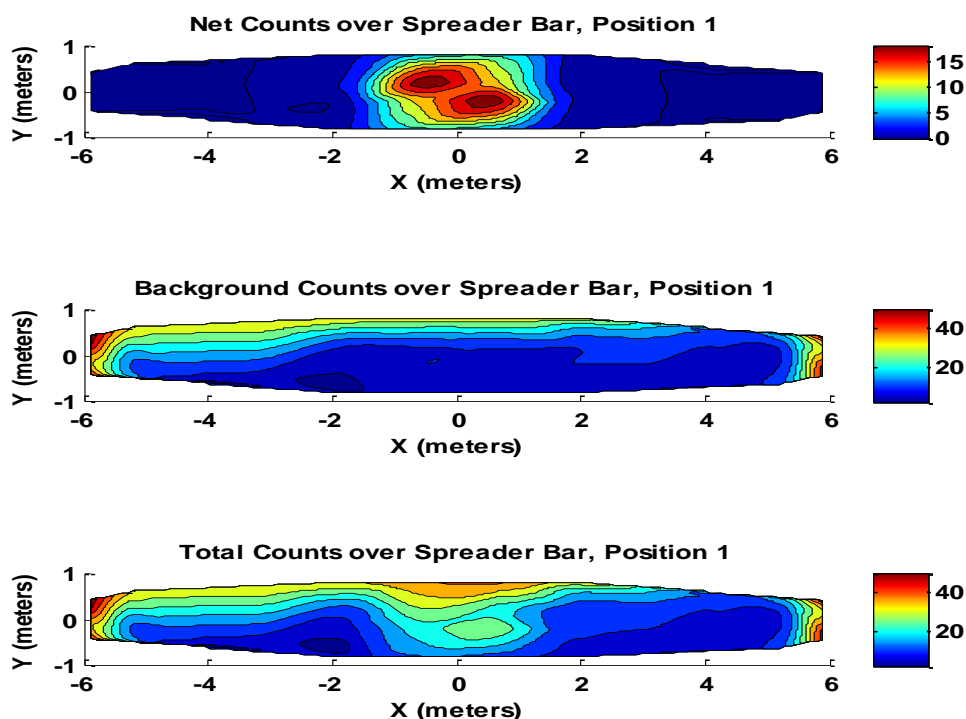 Net Counts over Spreader Bar, Position 1
Y (meters)
1
0
-1
-6 -4 -2 0 2 4 6
X (meters)
15
10
5
0
Background Counts over Spreader Bar, Position 1
Y (meters)
1
0
-1
-6 -4 -2 0 2 4 6
X (meters)
40
20
Total Counts over Spreader Bar, Position 1
Y (meters)
1
0
-1
-6 -4 -2 0 2 4 6
X (meters)
40
20